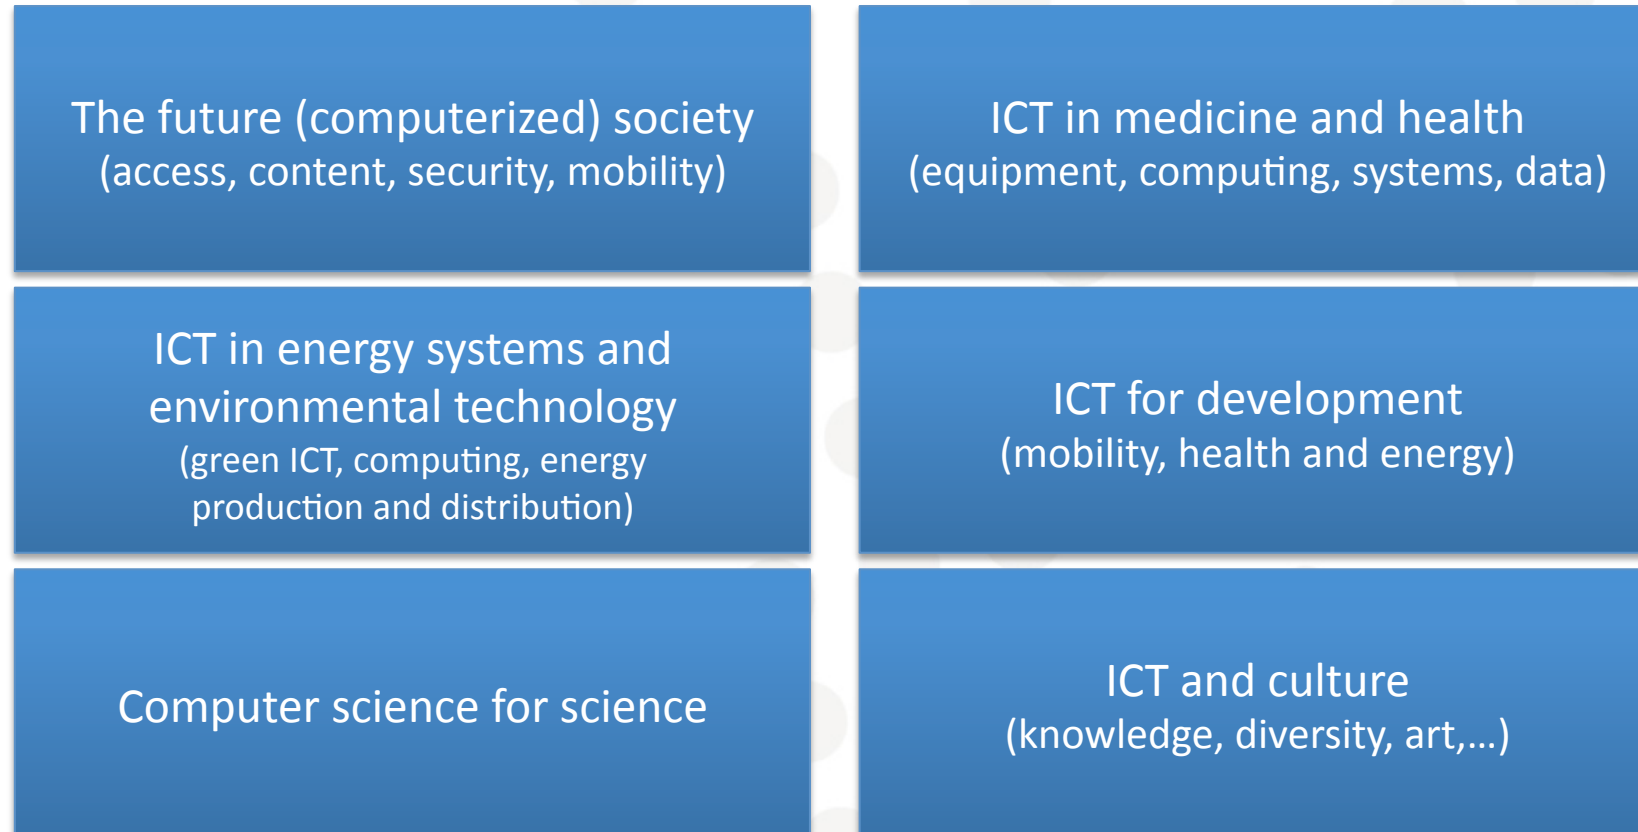 The future (computerized) society
(access, content, security, mobility)
ICT in medicine and health
(equipment, computing, systems, data)
ICT in energy systems and
environmental technology
(green ICT, computing, energy
production and distribution)
ICT for development
(mobility, health and energy)
Computer science for science
ICT and culture
(knowledge, diversity, art,...)